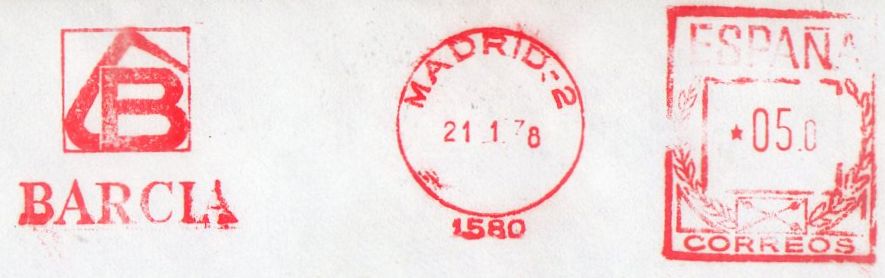 B
BARCIA
MADRID.-2
21 1 78
1580
ESPAÑA
*05.0
CORREOS